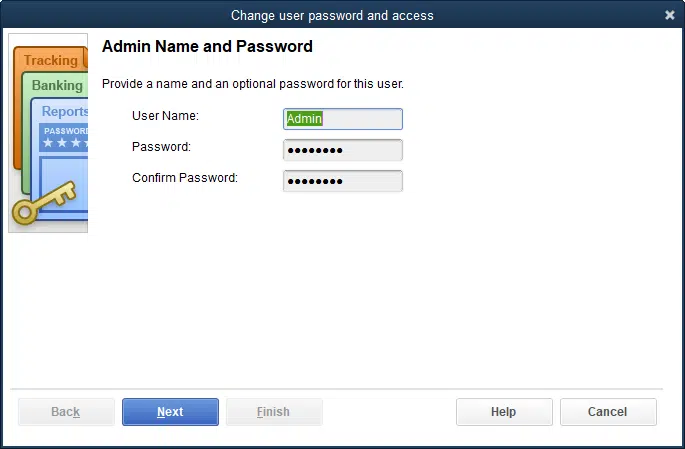 Change user password and access
Tracking
Banking
Reports
PASSWORD
Admin Name and Password
Provide a name and an optional password for this user.
User Name:
Admin
Password:
●●●●●●●●
Confirm Password:
●●●●●●●●
Back
Next
Finish
Help
Cancel